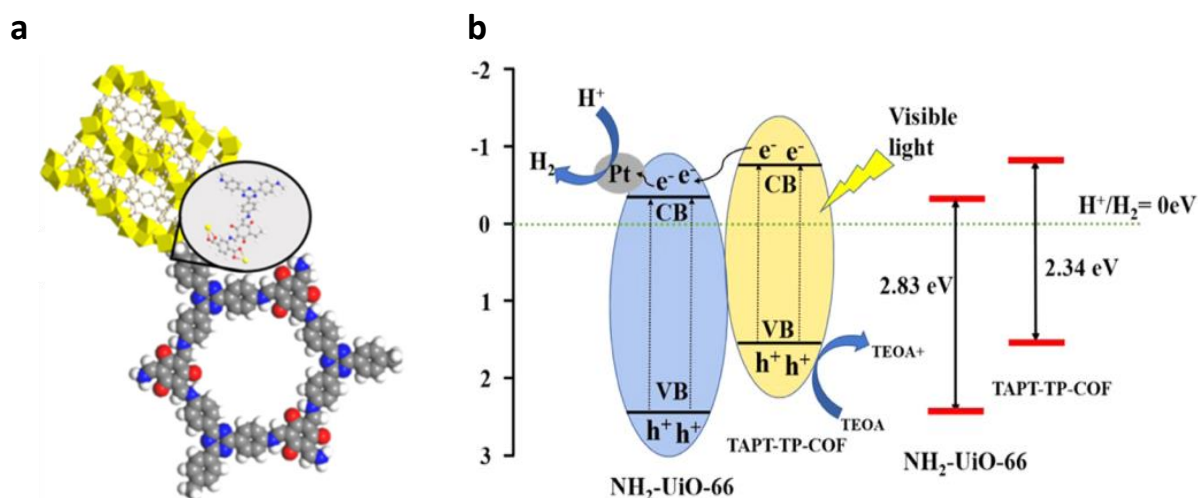 a
b
-2
-1
0
1
2
3
H⁺
H₂
Pt
e⁻ e⁻
CB
VB
h⁺ h⁺
NH₂-UiO-66
e⁻ e⁻
CB
VB
h⁺ h⁺
TAPT-TP-COF
Visible
light
TEOA+
TEOA
H⁺/H₂= 0eV
2.83 eV
2.34 eV
TAPT-TP-COF
NH₂-UiO-66